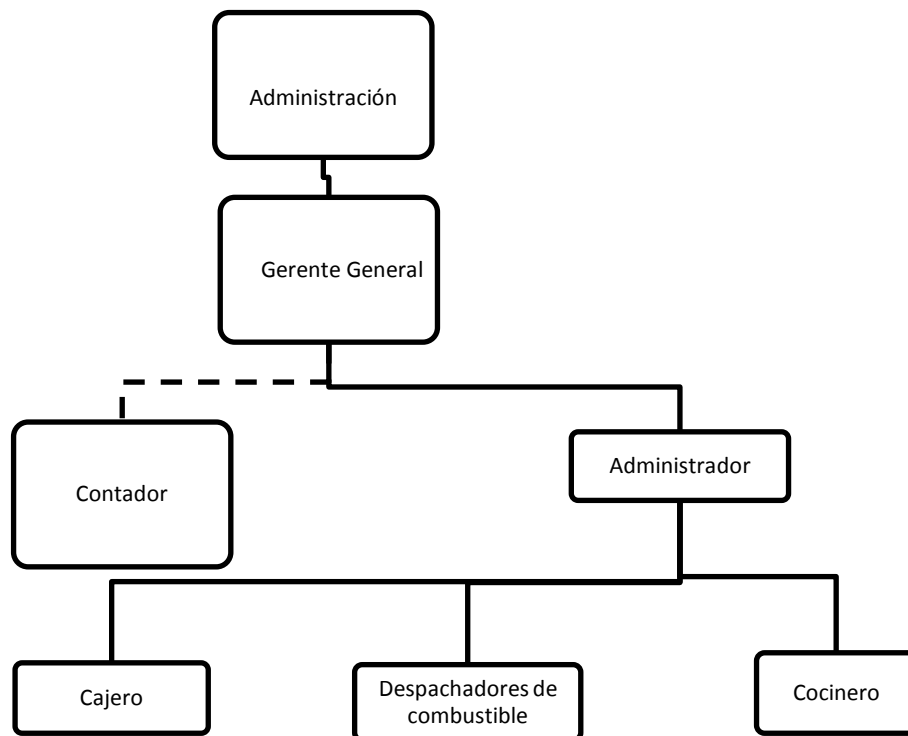 Administración
Gerente General
Contador
Administrador
Cajero
Despachadores de
combustible
Cocinero